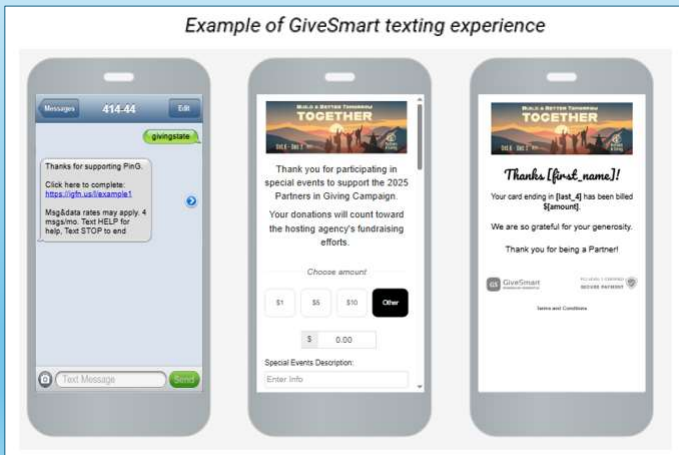 Example of GiveSmart texting experience
Messages
414-44
Edit
givingstate
Thanks for supporting PinG.
Click here to complete:
https://igfn.us/l/example1
Msg&data rates may apply. 4
msgs/mo. Text HELP for
help, Text STOP to end
Text Message
Send
BUILD A BETTER TOMORROW
TOGETHER
Thank you for participating in
special events to support the 2025
Partners in Giving Campaign.
Your donations will count toward
the hosting agency's fundraising
efforts.
Choose amount
$1
$5
$10
Other
$
0.00
Special Events Description:
Enter Info
BUILD A BETTER TOMORROW
TOGETHER
Thanks [first_name]!
Your card ending in [last_4] has been billed
$[amount].
We are so grateful for your generosity.
Thank you for being a Partner!
GS
GiveSmart
SECURE PAYMENT
Terms and Conditions